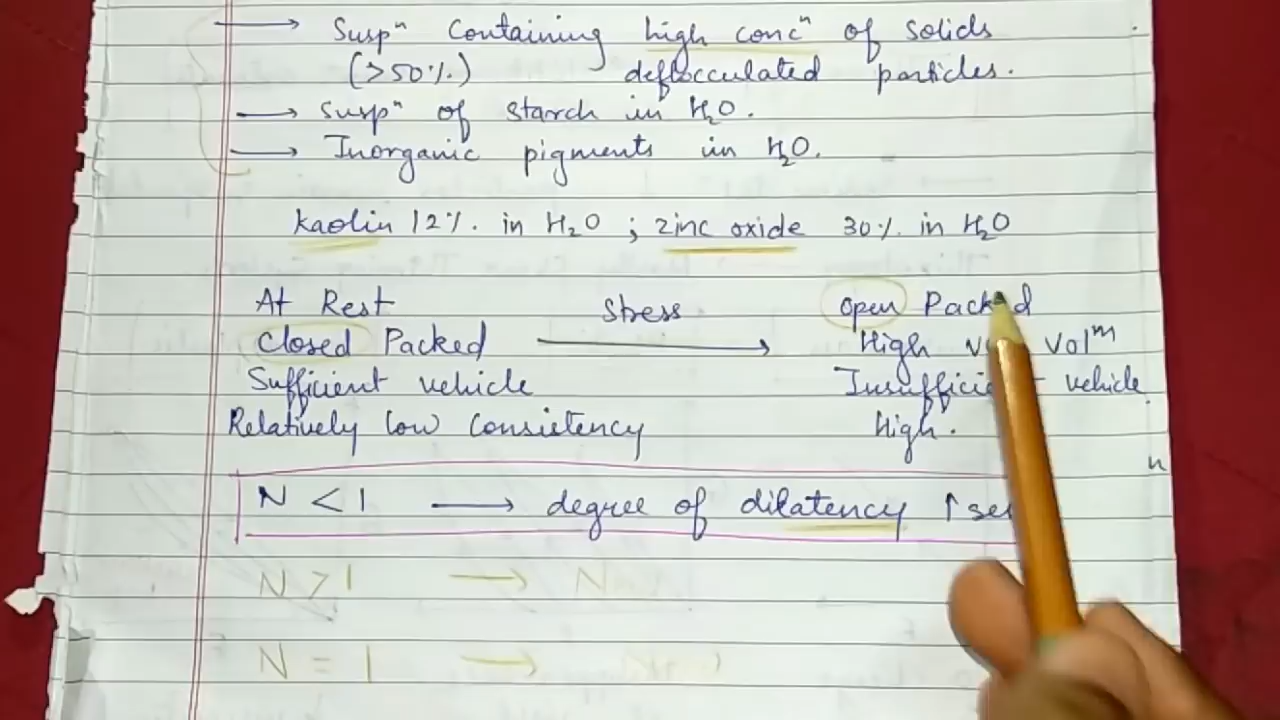 → Suspⁿ Containing high concⁿ of solids
(>50%.) deflocculated particles.
→ Suspⁿ of starch in H₂O.
→ Inorganic pigments in H₂O.
Kaolin 12%. in H₂O ; zinc oxide 30%. in H₂O
At Rest Stress Open Packed
Closed Packed → High Volᵐ
Sufficient vehicle vehicle
Relatively low Consistency High.
N < 1 → degree of dilatency ↑
N > 1 → N
N = 1 →